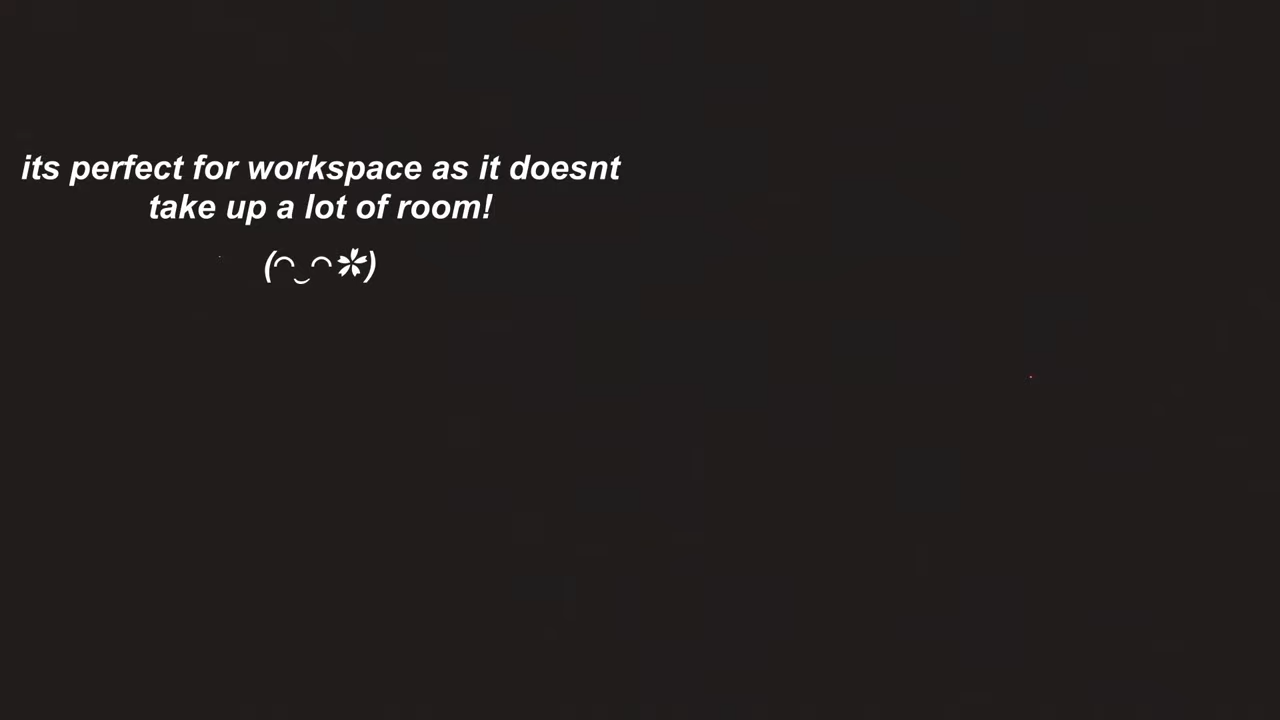 its perfect for workspace as it doesnt
take up a lot of room!
(◠‿◠✿)